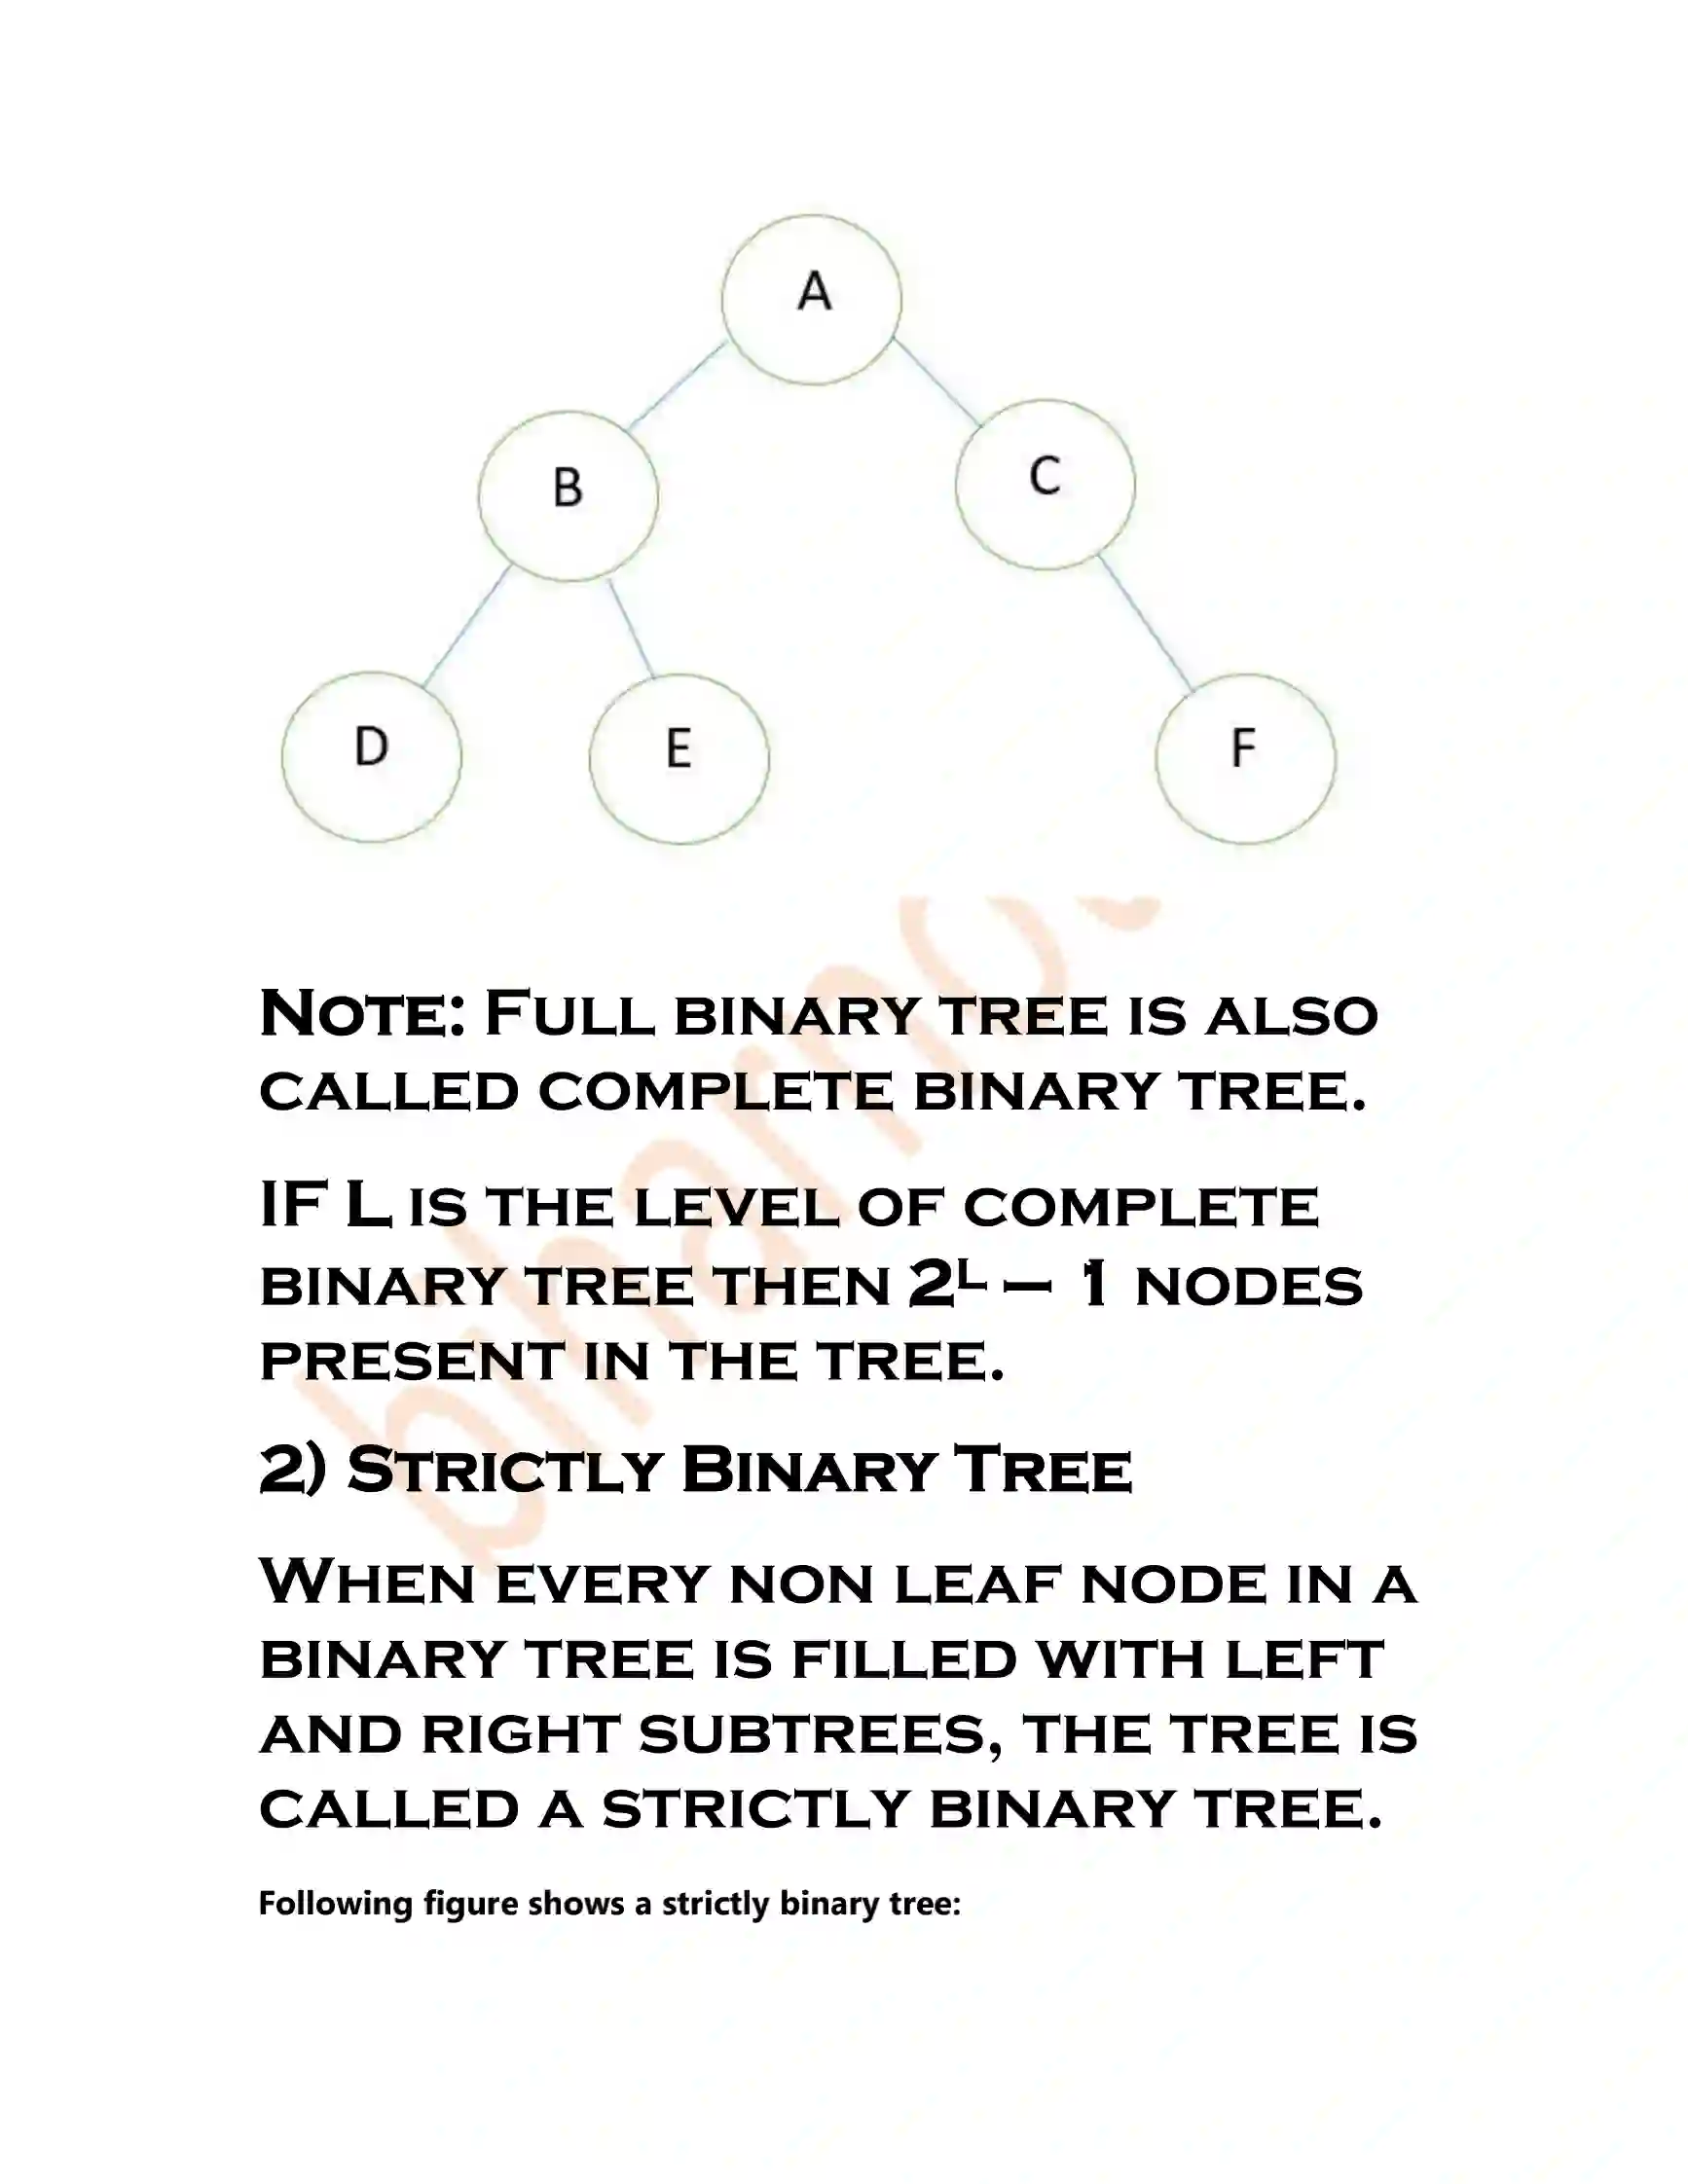 A
B
C
D
E
F
NOTE: FULL BINARY TREE IS ALSO
CALLED COMPLETE BINARY TREE.
IF L IS THE LEVEL OF COMPLETE
BINARY TREE THEN 2ᴸ – 1 NODES
PRESENT IN THE TREE.
2) STRICTLY BINARY TREE
WHEN EVERY NON LEAF NODE IN A
BINARY TREE IS FILLED WITH LEFT
AND RIGHT SUBTREES, THE TREE IS
CALLED A STRICTLY BINARY TREE.
Following figure shows a strictly binary tree: